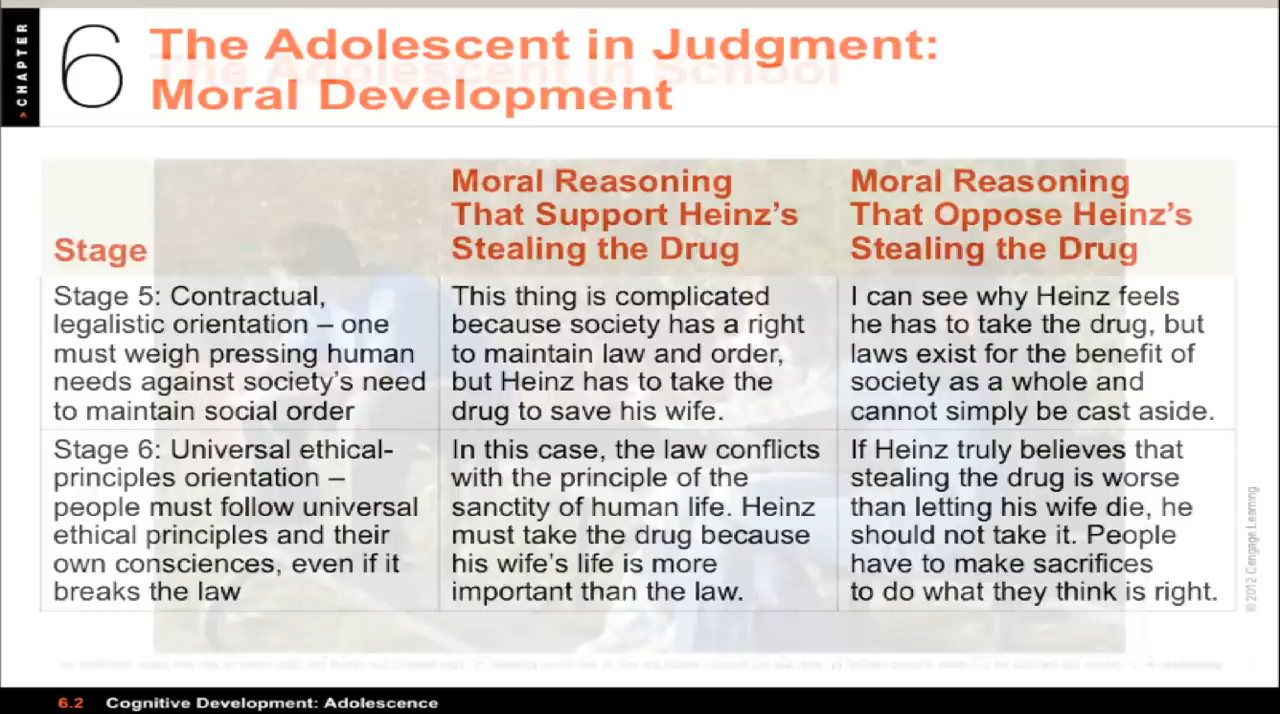 > CHAPTER
6
The Adolescent in Judgment:
The Adolescent in School
Moral Development
Stage
Moral Reasoning
That Support Heinz's
Stealing the Drug
Moral Reasoning
That Oppose Heinz's
Stealing the Drug
Stage 5: Contractual,
legalistic orientation – one
must weigh pressing human
needs against society's need
to maintain social order
This thing is complicated
because society has a right
to maintain law and order,
but Heinz has to take the
drug to save his wife.
I can see why Heinz feels
he has to take the drug, but
laws exist for the benefit of
society as a whole and
cannot simply be cast aside.
Stage 6: Universal ethical-
principles orientation –
people must follow universal
ethical principles and their
own consciences, even if it
breaks the law
In this case, the law conflicts
with the principle of the
sanctity of human life. Heinz
must take the drug because
his wife's life is more
important than the law.
If Heinz truly believes that
stealing the drug is worse
than letting his wife die, he
should not take it. People
have to make sacrifices
to do what they think is right.
© 2012 Cengage Learning
6.2 Cognitive Development: Adolescence